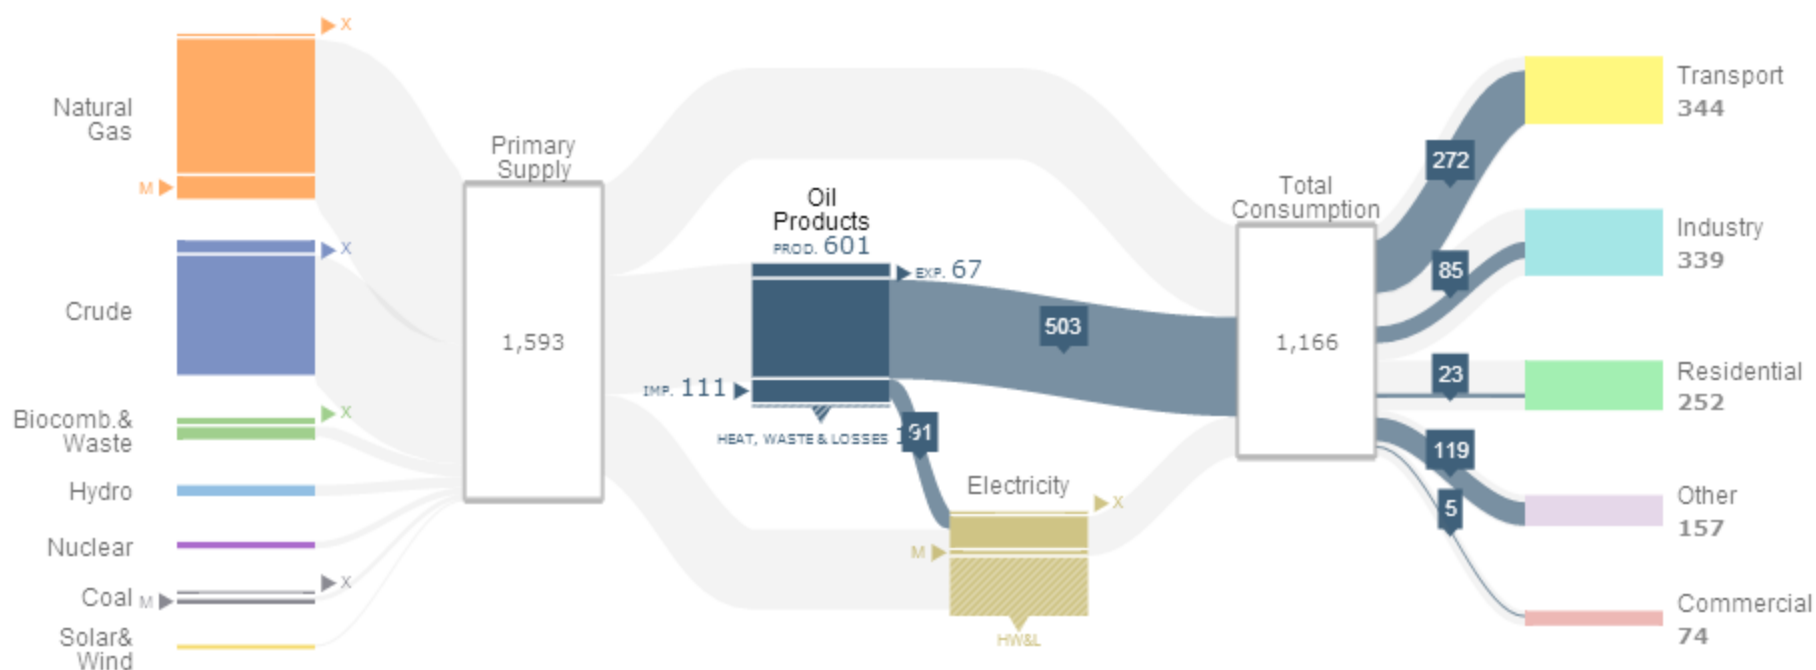 X
Natural
Gas
M
Primary
Supply
1,593
Crude
X
Biocomb.&
Waste
X
Hydro
Nuclear
Coal
M
X
Solar&
Wind
Oil
Products
PROD. 601
EXP. 67
IMP. 111
HEAT, WASTE & LOSSES
91
503
Electricity
X
M
HW&L
Total
Consumption
1,166
272
85
23
119
5
Transport
344
Industry
339
Residential
252
Other
157
Commercial
74